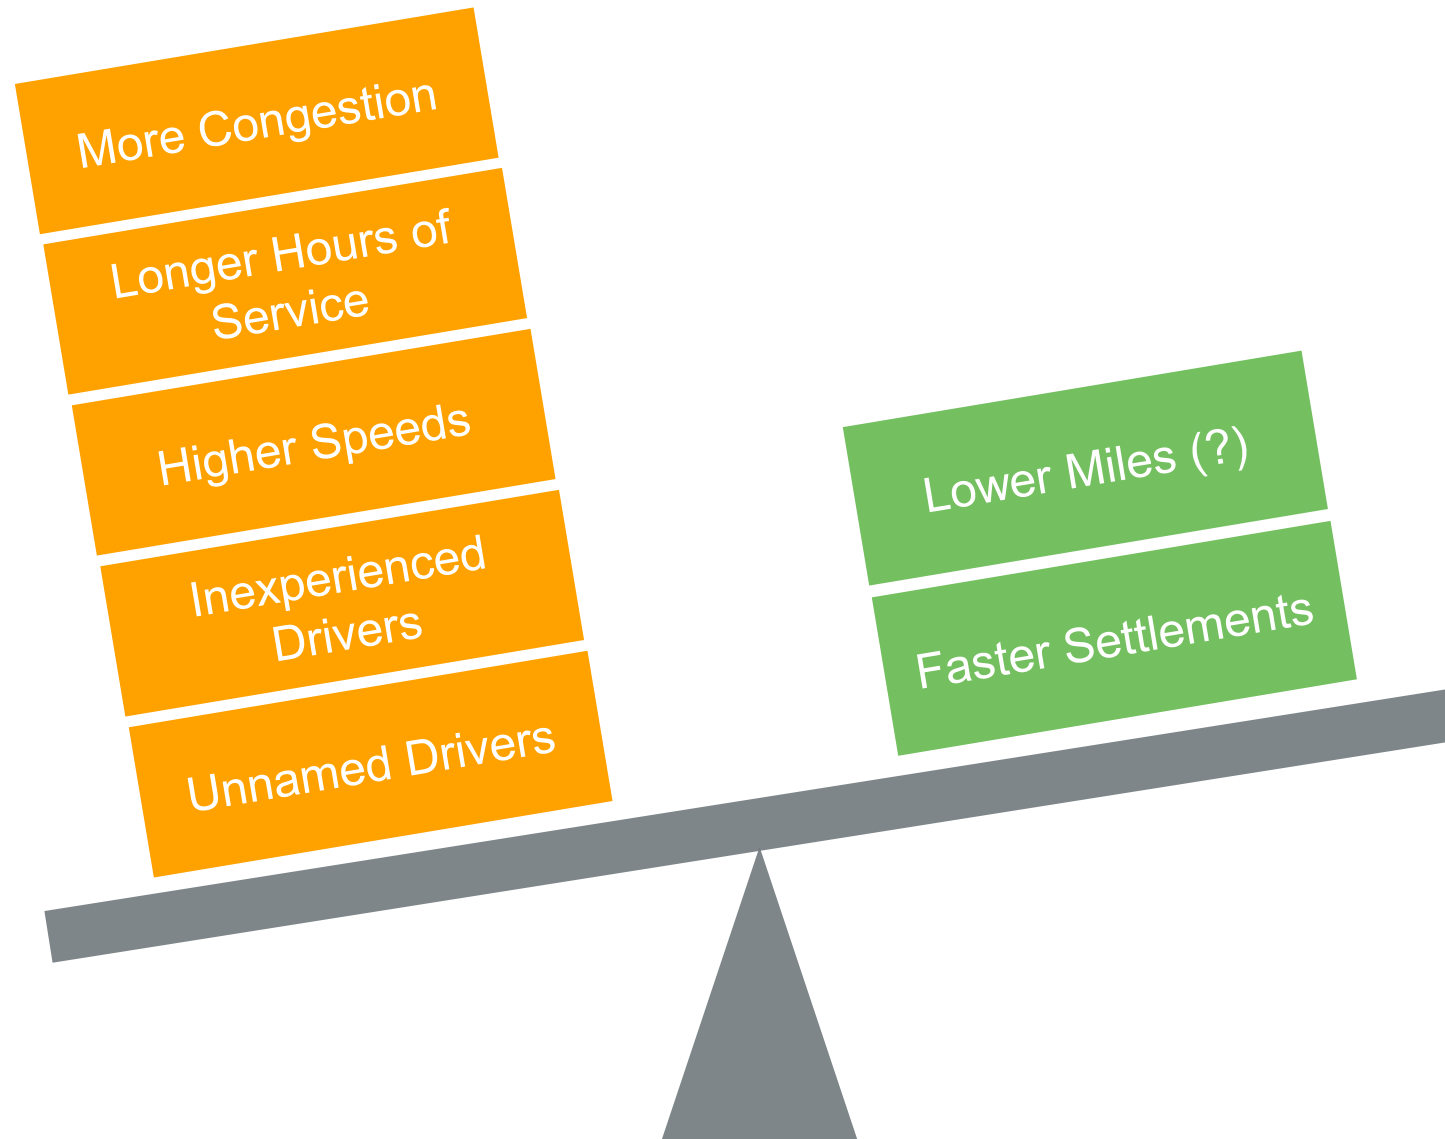 More Congestion
Longer Hours of
Service
Higher Speeds
Inexperienced
Drivers
Unnamed Drivers
Lower Miles (?)
Faster Settlements